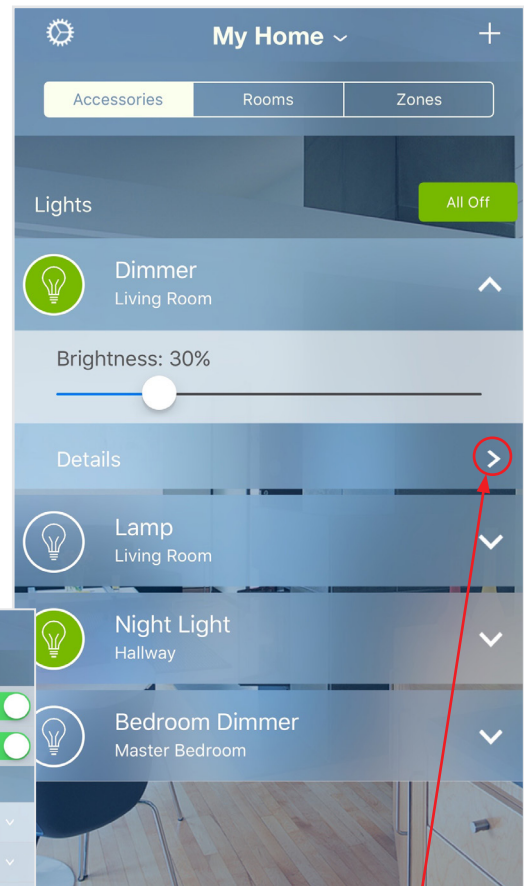 My Home
Accessories Rooms Zones
Lights All Off
Dimmer
Living Room
Brightness: 30%
Details
Lamp
Living Room
Night Light
Hallway
Bedroom Dimmer
Master Bedroom